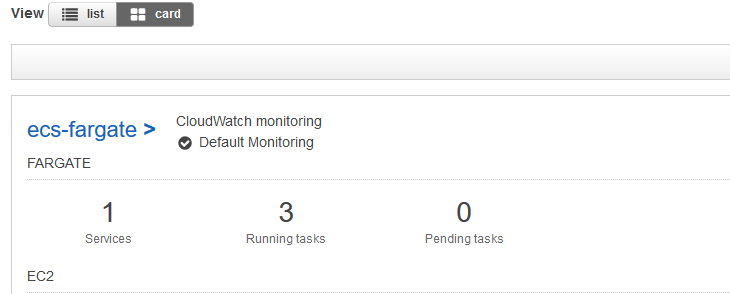 View list card
ecs-fargate >
CloudWatch monitoring
Default Monitoring
FARGATE
1 3 0
Services Running tasks Pending tasks
EC2